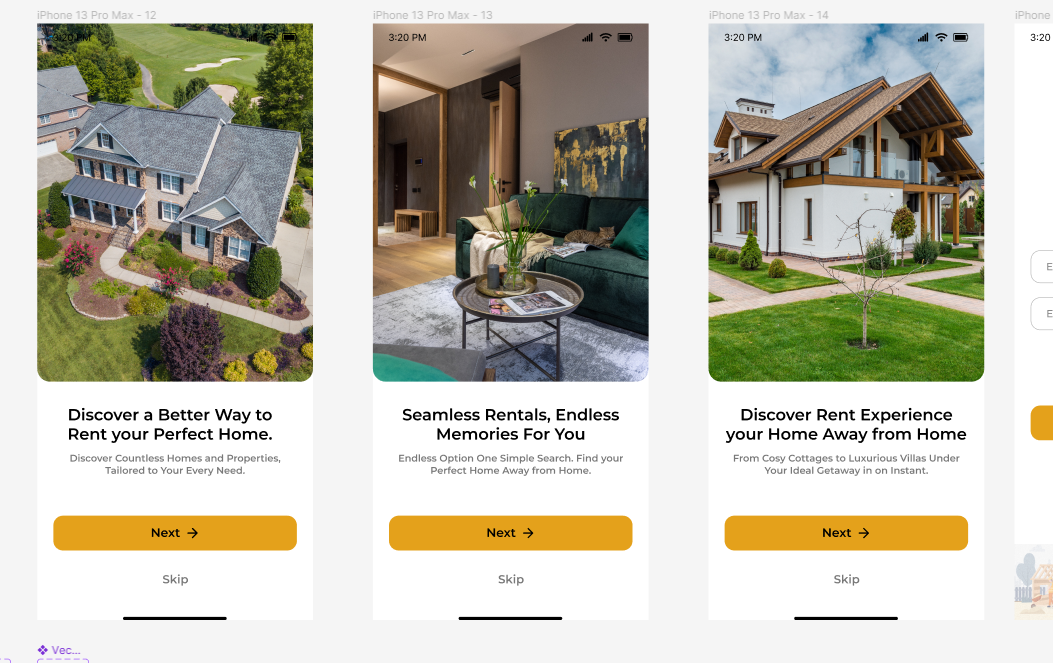 iPhone 13 Pro Max - 12
iPhone 13 Pro Max - 13
iPhone 13 Pro Max - 14
iPhone
3:20 PM
3:20 PM
3:20 PM
3:20
Discover a Better Way to
Rent your Perfect Home.
Discover Countless Homes and Properties,
Tailored to Your Every Need.
Next →
Skip
Seamless Rentals, Endless
Memories For You
Endless Option One Simple Search. Find your
Perfect Home Away from Home.
Next →
Skip
Discover Rent Experience
your Home Away from Home
From Cosy Cottages to Luxurious Villas Under
Your Ideal Getaway in on Instant.
Next →
Skip
E
E
Vec...